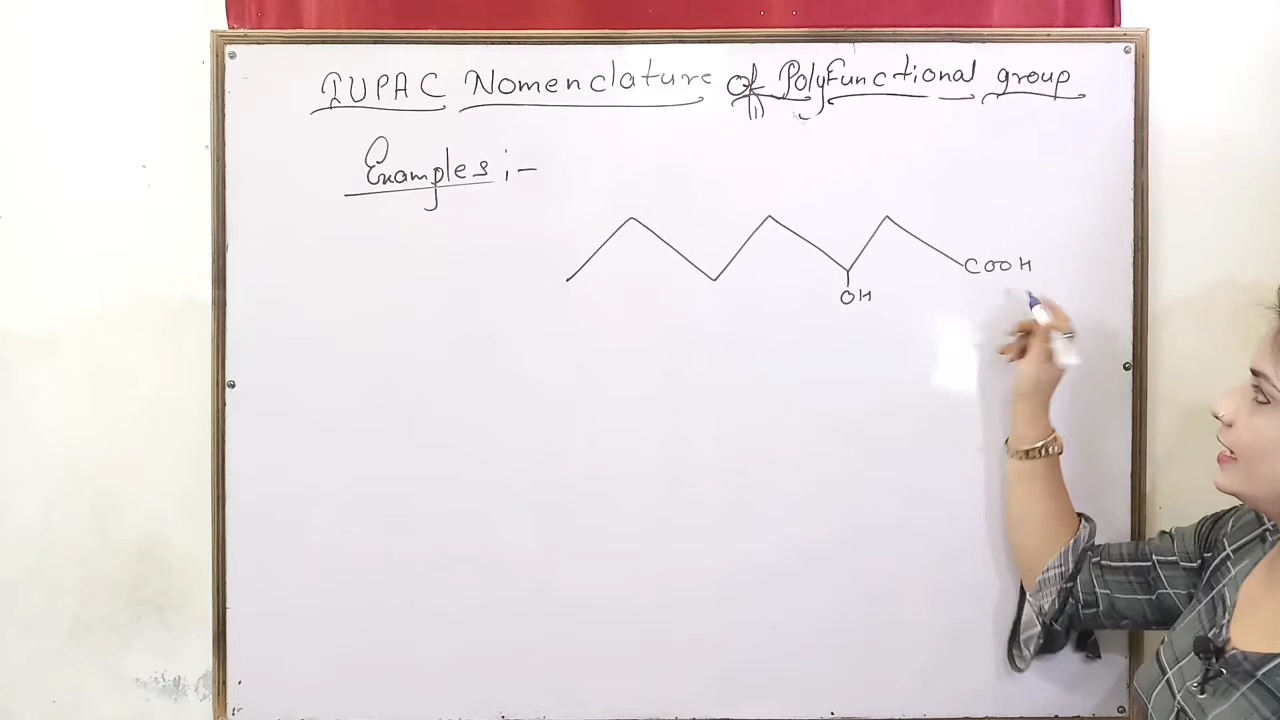 IUPAC Nomenclature of PolyFunctional group
Examples :-
COOH
OH